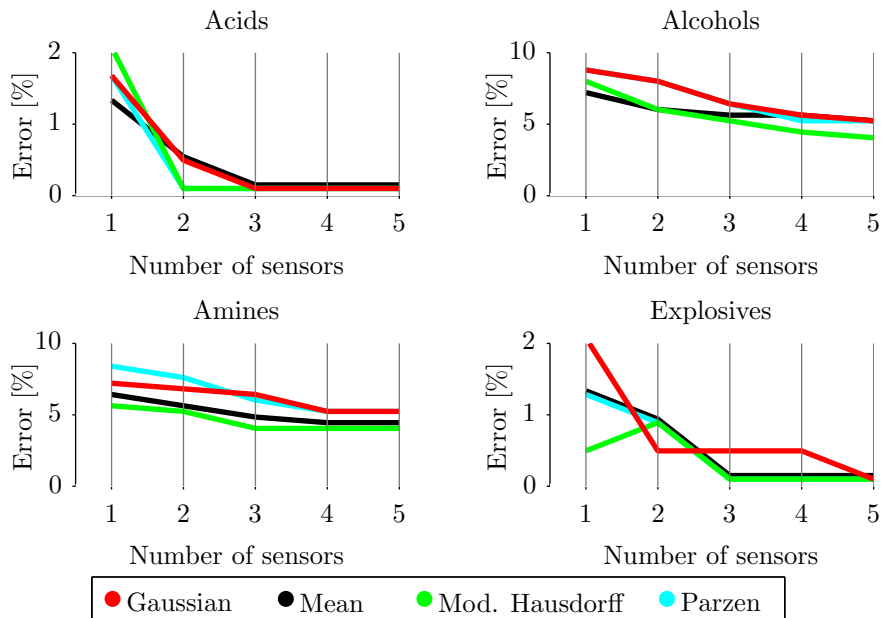 Acids
Alcohols
2
1
0
Error [%]
1 2 3 4 5
Number of sensors
10
5
0
Error [%]
1 2 3 4 5
Number of sensors
Amines
Explosives
10
5
0
Error [%]
1 2 3 4 5
Number of sensors
2
1
0
Error [%]
1 2 3 4 5
Number of sensors
Gaussian Mean Mod. Hausdorff Parzen